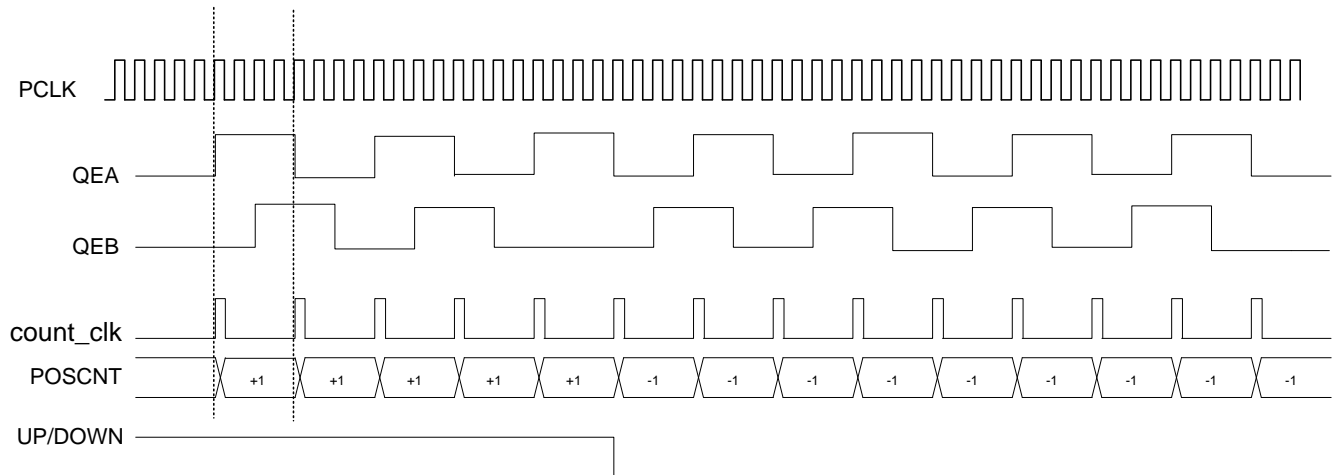 PCLK
QEA
QEB
count_clk
POSCNT +1 +1 +1 +1 +1 -1 -1 -1 -1 -1 -1 -1 -1 -1
UP/DOWN